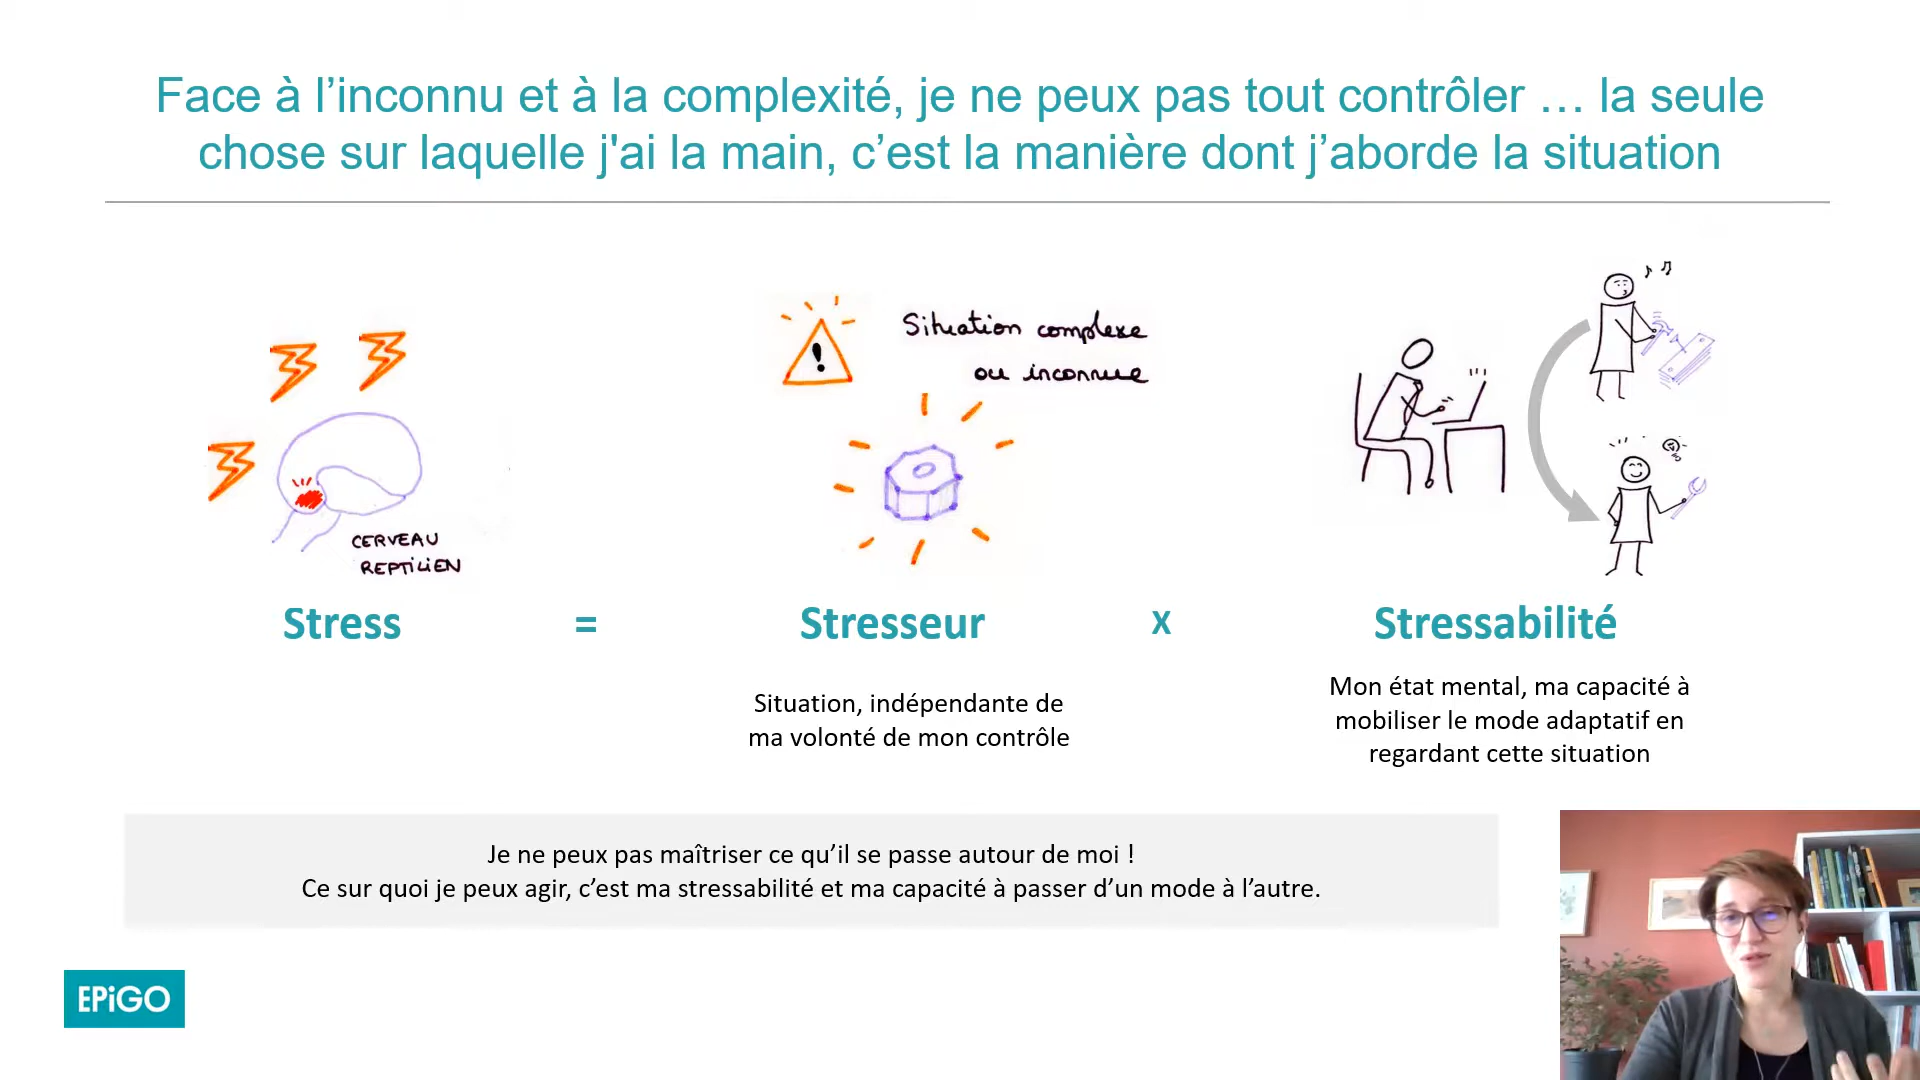 Face à l’inconnu et à la complexité, je ne peux pas tout contrôler … la seule
chose sur laquelle j'ai la main, c’est la manière dont j’aborde la situation
Situation complexe
ou inconnue
CERVEAU
REPTILIEN
Stress
=
Stresseur
x
Stressabilité
Situation, indépendante de
ma volonté de mon contrôle
Mon état mental, ma capacité à
mobiliser le mode adaptatif en
regardant cette situation
Je ne peux pas maîtriser ce qu’il se passe autour de moi !
Ce sur quoi je peux agir, c’est ma stressabilité et ma capacité à passer d’un mode à l’autre.
EPiGO